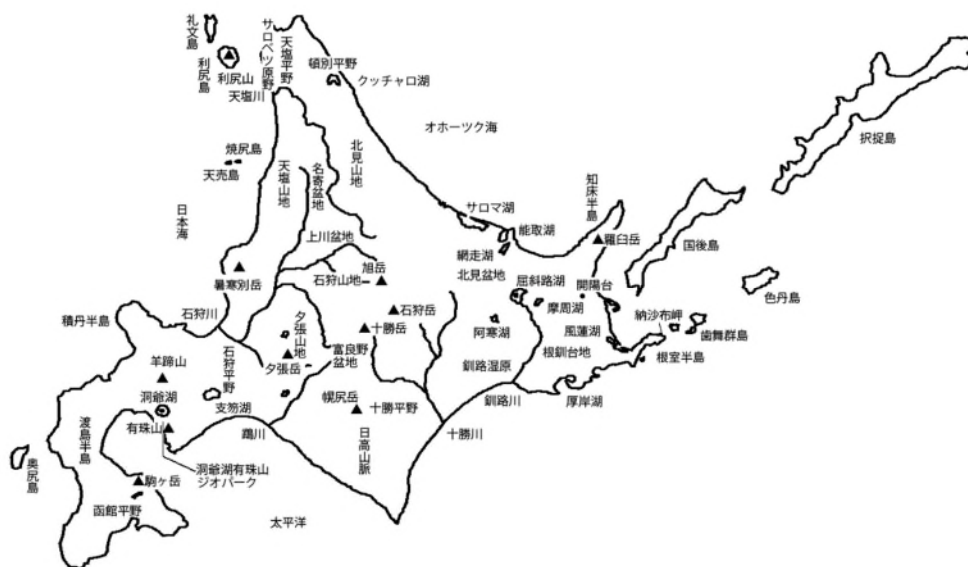 礼文島
利尻島
利尻山
サロベツ原野
天塩平野
天塩川
頓別平野
クッチャロ湖
オホーツク海
択捉島
焼尻島
天売島
天塩山地
名寄盆地
北見山地
知床半島
日本海
サロマ湖
能取湖
羅臼岳
国後島
上川盆地
網走湖
北見盆地
屈斜路湖
開陽台
色丹島
暑寒別岳
石狩山地
旭岳
摩周湖
納沙布岬
積丹半島
石狩川
夕張山地
石狩岳
十勝岳
阿寒湖
風蓮湖
歯舞群島
羊蹄山
石狩平野
夕張岳
富良野
盆地
釧路湿原
根釧台地
根室半島
洞爺湖
支笏湖
幌尻岳
十勝平野
釧路川
厚岸湖
渡島半島
有珠山
鵡川
日高山脈
十勝川
奥尻島
洞爺湖有珠山
ジオパーク
駒ヶ岳
函館平野
太平洋